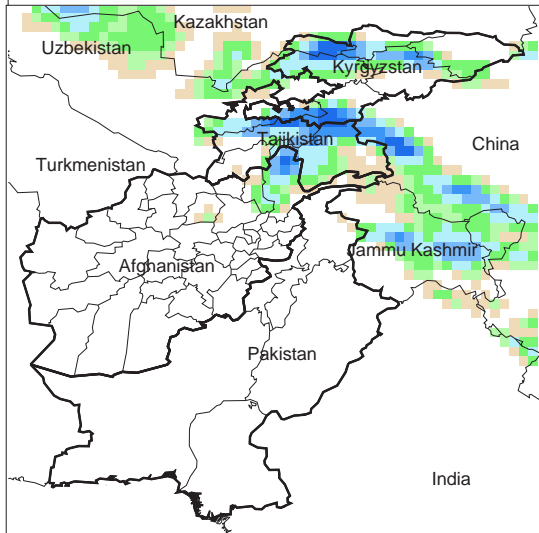 Kazakhstan
Uzbekistan
Kyrgyzstan
Tajikistan
China
Turkmenistan
Jammu Kashmir
Afghanistan
Pakistan
India